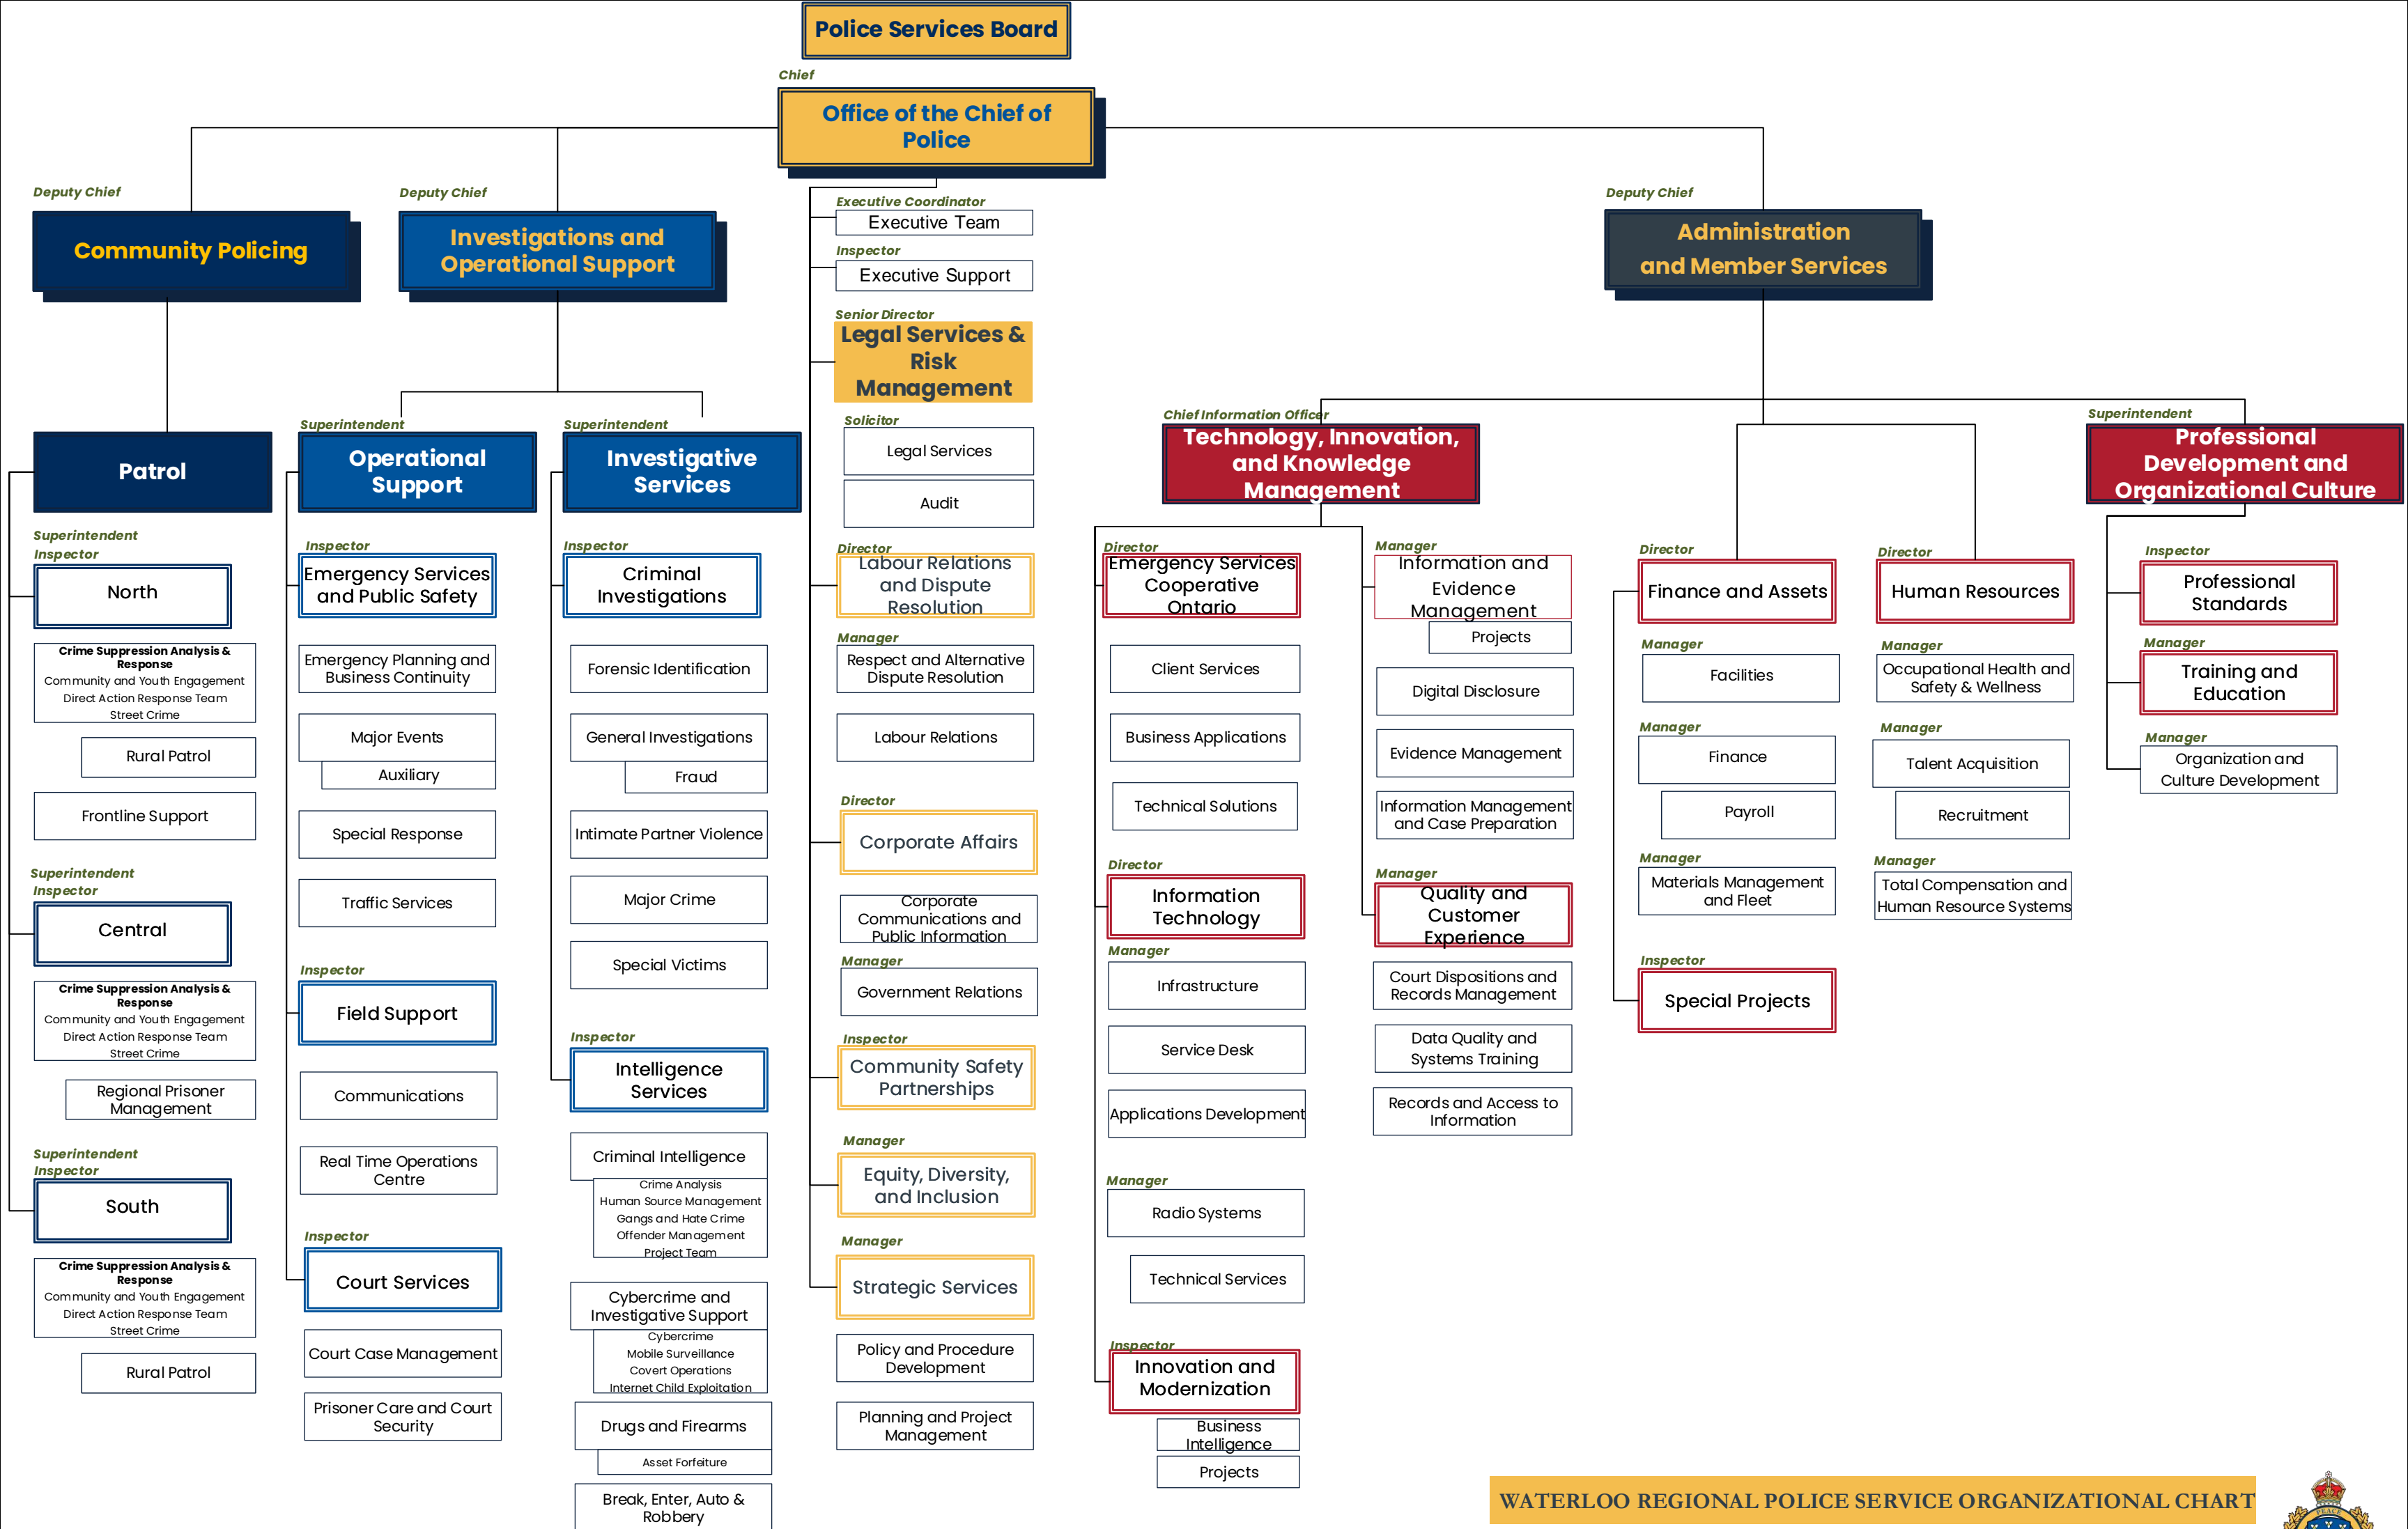 Police Services Board
Chief
Office of the Chief of
Police
Deputy Chief
Community Policing
Deputy Chief
Investigations and
Operational Support
Deputy Chief
Administration
and Member Services
Patrol
Superintendent
Inspector
North
Crime Suppression Analysis &
Response
Community and Youth Engagement
Direct Action Response Team
Street Crime
Rural Patrol
Frontline Support
Superintendent
Inspector
Central
Crime Suppression Analysis &
Response
Community and Youth Engagement
Direct Action Response Team
Street Crime
Regional Prisoner
Management
Superintendent
Inspector
South
Crime Suppression Analysis &
Response
Community and Youth Engagement
Direct Action Response Team
Street Crime
Rural Patrol
Superintendent
Operational
Support
Inspector
Emergency Services
and Public Safety
Emergency Planning and
Business Continuity
Major Events
Auxiliary
Special Response
Traffic Services
Inspector
Field Support
Communications
Real Time Operations
Centre
Inspector
Court Services
Court Case Management
Prisoner Care and Court
Security
Superintendent
Investigative
Services
Inspector
Criminal
Investigations
Forensic Identification
General Investigations
Fraud
Intimate Partner Violence
Major Crime
Special Victims
Inspector
Intelligence
Services
Criminal Intelligence
Crime Analysis
Human Source Management
Gangs and Hate Crime
Offender Management
Project Team
Cybercrime and
Investigative Support
Cybercrime
Mobile Surveillance
Covert Operations
Internet Child Exploitation
Drugs and Firearms
Asset Forfeiture
Break, Enter, Auto &
Robbery
Executive Coordinator
Executive Team
Inspector
Executive Support
Senior Director
Legal Services &
Risk
Management
Solicitor
Legal Services
Audit
Director
Labour Relations
and Dispute
Resolution
Manager
Respect and Alternative
Dispute Resolution
Labour Relations
Director
Corporate Affairs
Corporate
Communications and
Public Information
Manager
Government Relations
Inspector
Community Safety
Partnerships
Manager
Equity, Diversity,
and Inclusion
Manager
Strategic Services
Policy and Procedure
Development
Planning and Project
Management
Chief Information Officer
Technology, Innovation,
and Knowledge
Management
Director
Emergency Services
Cooperative
Ontario
Client Services
Business Applications
Technical Solutions
Director
Information
Technology
Manager
Infrastructure
Service Desk
Applications Development
Manager
Radio Systems
Technical Services
Inspector
Innovation and
Modernization
Business
Intelligence
Projects
Manager
Information and
Evidence
Management
Projects
Digital Disclosure
Evidence Management
Information Management
and Case Preparation
Manager
Quality and
Customer
Experience
Court Dispositions and
Records Management
Data Quality and
Systems Training
Records and Access to
Information
Director
Finance and Assets
Manager
Facilities
Manager
Finance
Payroll
Manager
Materials Management
and Fleet
Inspector
Special Projects
Director
Human Resources
Manager
Occupational Health and
Safety & Wellness
Manager
Talent Acquisition
Recruitment
Manager
Total Compensation and
Human Resource Systems
Superintendent
Professional
Development and
Organizational Culture
Inspector
Professional
Standards
Manager
Training and
Education
Manager
Organization and
Culture Development
WATERLOO REGIONAL POLICE SERVICE ORGANIZATIONAL CHART
PEACE